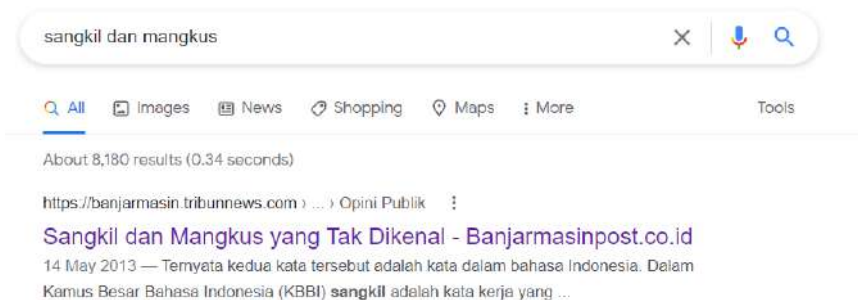 sangkil dan mangkus
All Images News Shopping Maps More Tools
About 8,180 results (0.34 seconds)
https://banjarmasin.tribunnews.com › ... › Opini Publik
Sangkil dan Mangkus yang Tak Dikenal - Banjarmasinpost.co.id
14 May 2013 — Ternyata kedua kata tersebut adalah kata dalam bahasa Indonesia. Dalam
Kamus Besar Bahasa Indonesia (KBBI) sangkil adalah kata kerja yang ...